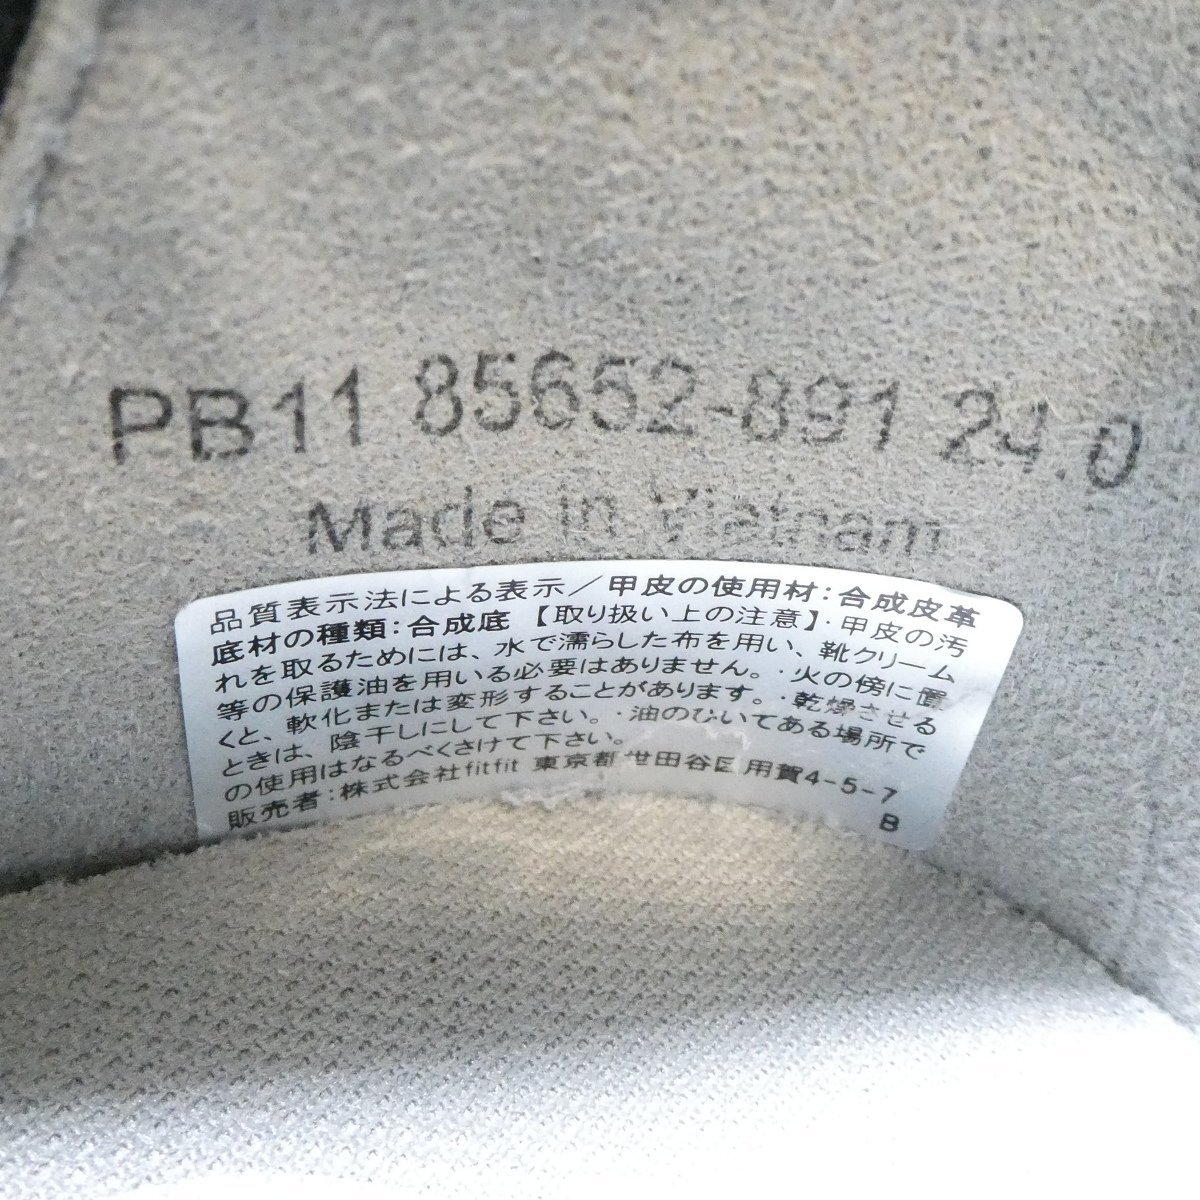 PB11 85652-891 24.0
Made in Vietnam
品質表示法による表示／甲皮の使用材：合成皮革
底材の種類：合成底【取り扱い上の注意】·甲皮の汚
れを取るためには、水で濡らした布を用い、靴クリーム
等の保護油を用いる必要はありません。·火の傍に置
くと、軟化または変形することがあります。·乾燥させる
ときは、陰干しにして下さい。·油のひいてある場所で
の使用はなるべくさけて下さい。
販売者：株式会社fitfit 東京都世田谷区用賀4-5-7
B